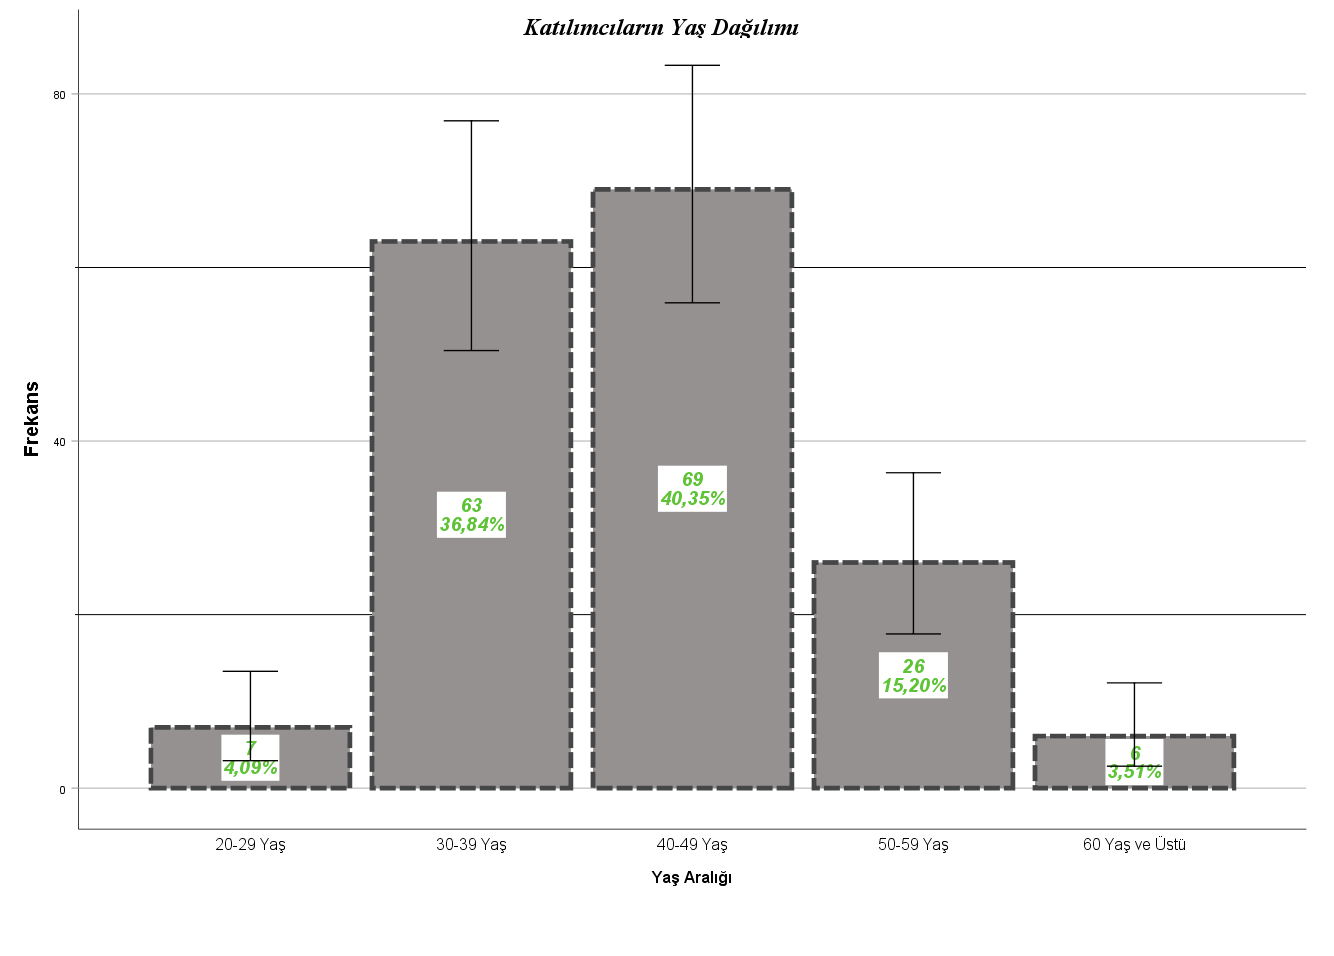 Katılımcıların Yaş Dağılımı
80
40
0
Frekans
7
4,09%
63
36,84%
69
40,35%
26
15,20%
6
3,51%
20-29 Yaş
30-39 Yaş
40-49 Yaş
50-59 Yaş
60 Yaş ve Üstü
Yaş Aralığı